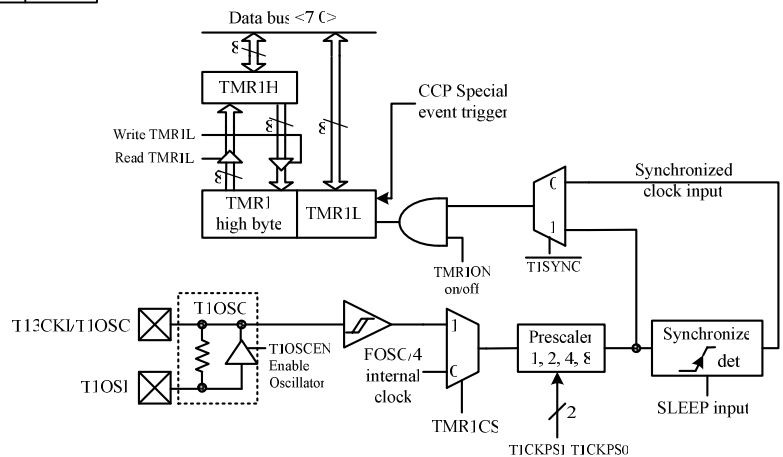 Data bus <7 0>
8
TMR1H
CCP Special
event trigger
8
8
Write TMR1L
Read TMR1L
8
TMR1
high byte
TMR1L
0
1
Synchronized
clock input
TMR1ON
on/off
T1SYNC
T13CKI/T1OSC
T1OSC
T1OSCEN
Enable
Oscillator
T1OSI
FOSC/4
internal
clock
1
0
TMR1CS
Prescaler
1, 2, 4, 8
2
T1CKPS1 T1CKPS0
Synchronize
det
SLEEP input